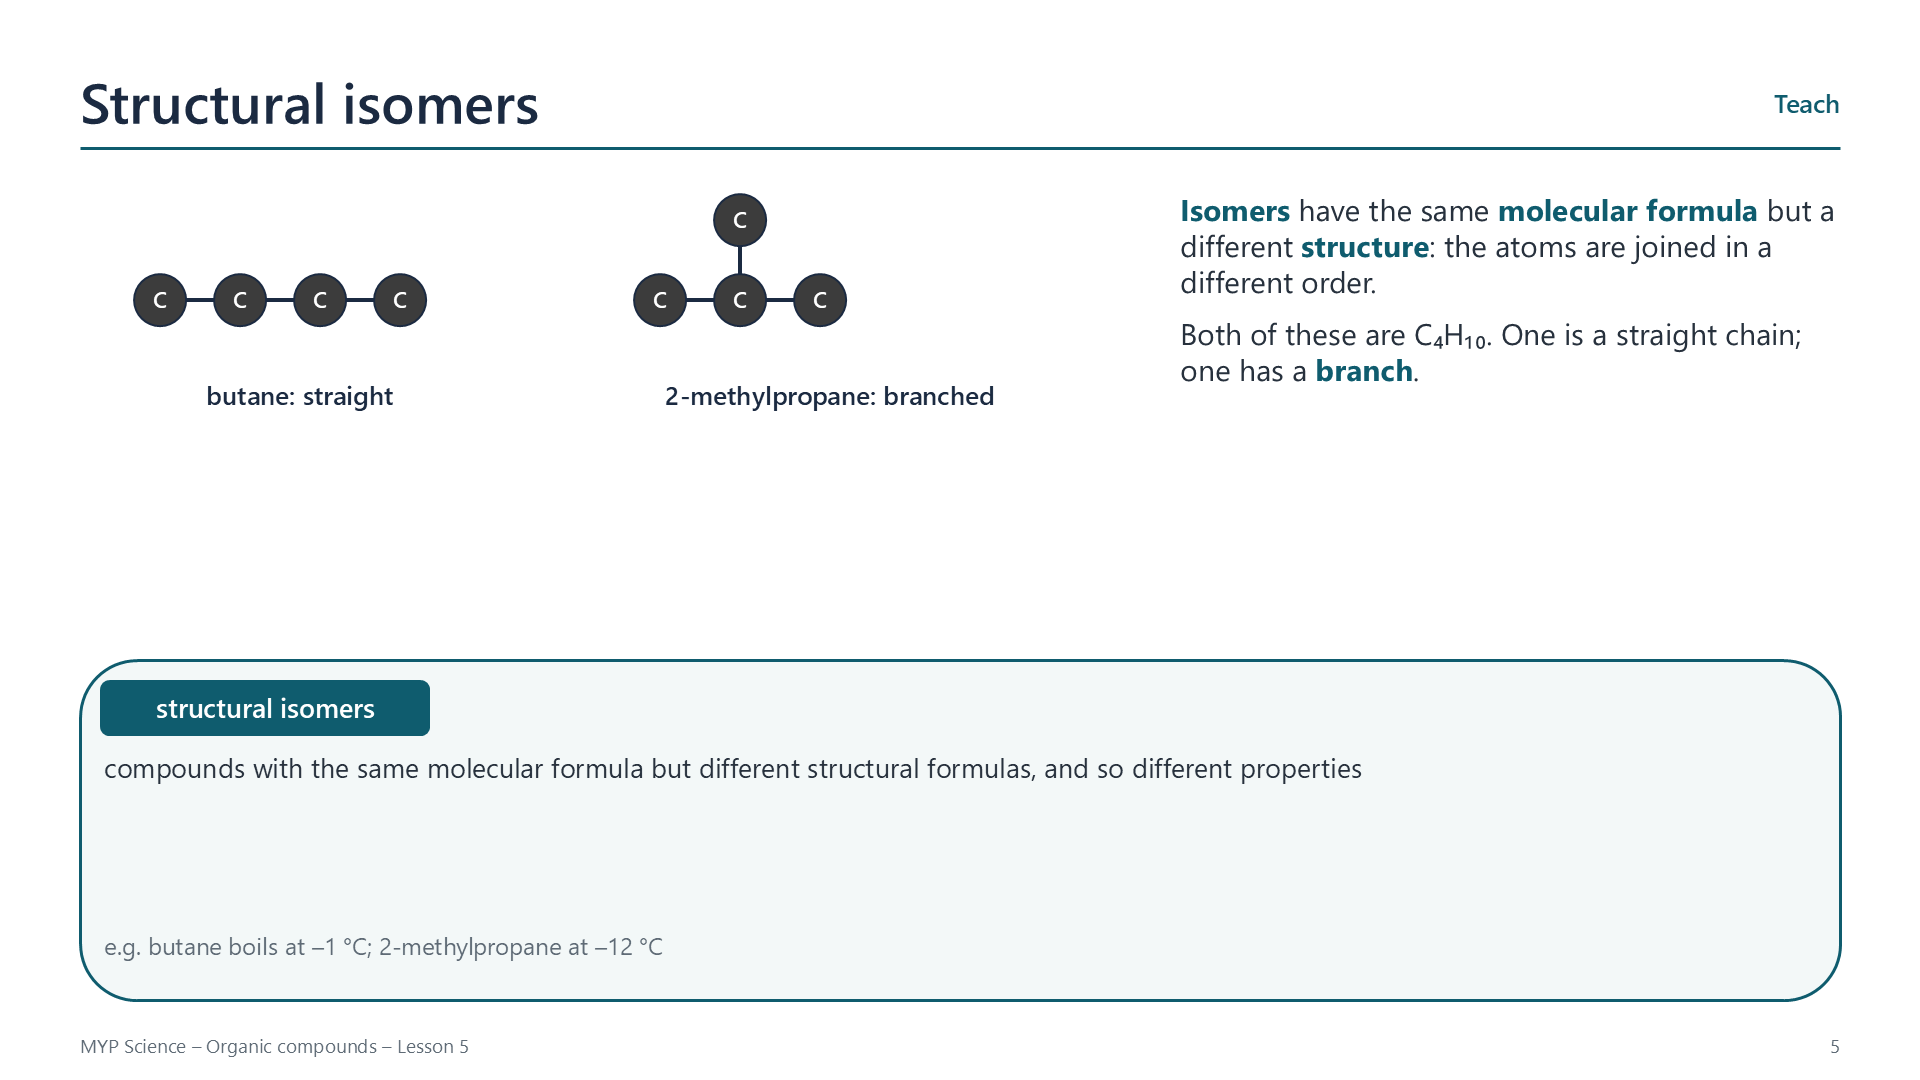 Structural isomers
Teach
C
C C C C
C C C
butane: straight
2-methylpropane: branched
Isomers have the same molecular formula but a
different structure: the atoms are joined in a
different order.
Both of these are C₄H₁₀. One is a straight chain;
one has a branch.
structural isomers
compounds with the same molecular formula but different structural formulas, and so different properties
e.g. butane boils at –1 °C; 2-methylpropane at –12 °C
MYP Science – Organic compounds – Lesson 5
5